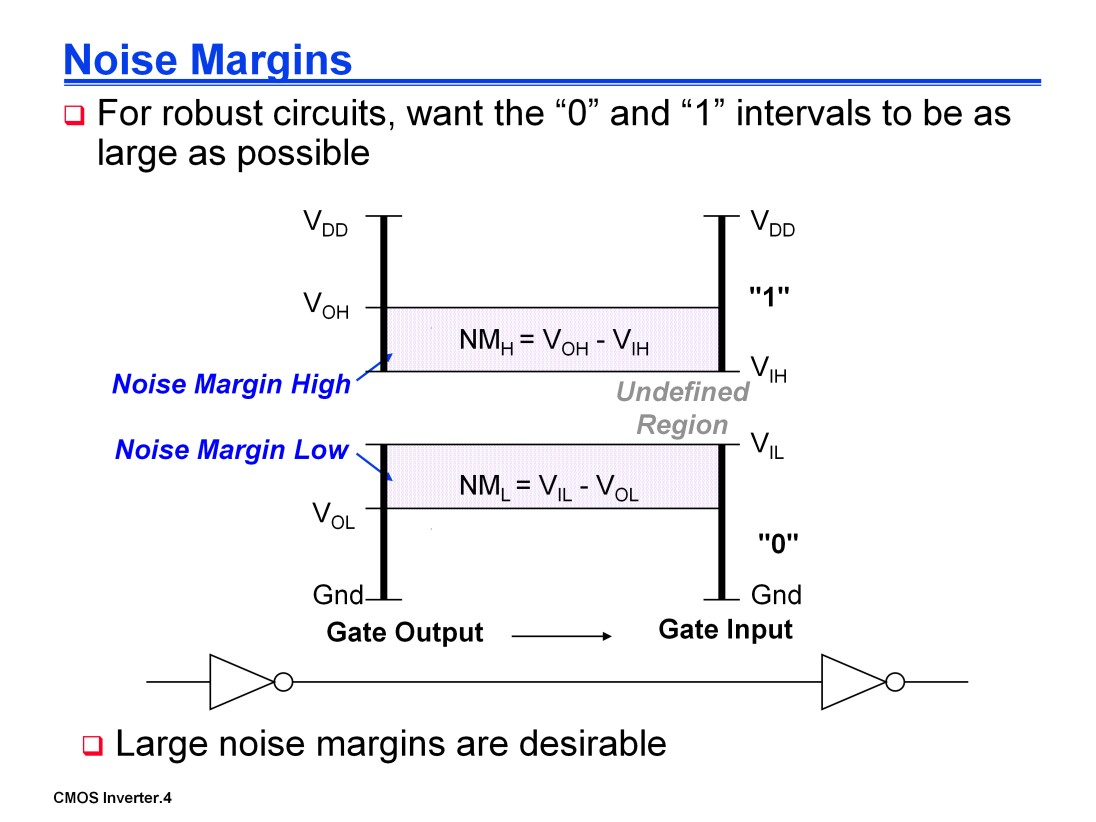 Noise Margins
For robust circuits, want the “0” and “1” intervals to be as
large as possible
VDD
VDD
"1"
VOH
NMH = VOH - VIH
VIH
Noise Margin High
Undefined
Region
Noise Margin Low
VIL
NML = VIL - VOL
VOL
"0"
Gnd
Gnd
Gate Output
Gate Input
Large noise margins are desirable
CMOS Inverter.4